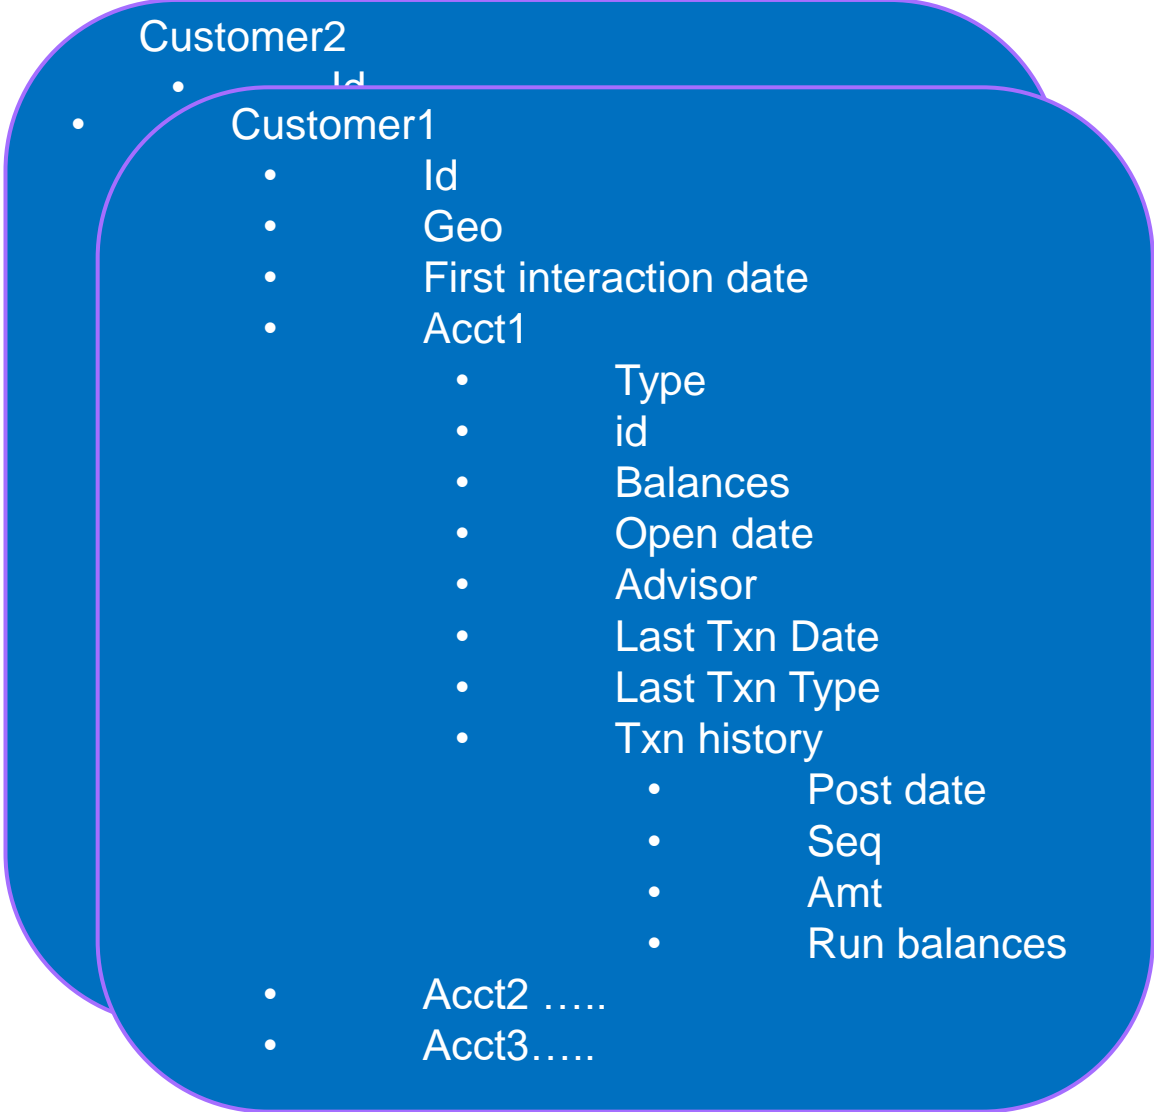 Customer2
• Id
•
Customer1
• Id
• Geo
• First interaction date
• Acct1
• Type
• id
• Balances
• Open date
• Advisor
• Last Txn Date
• Last Txn Type
• Txn history
• Post date
• Seq
• Amt
• Run balances
• Acct2 …..
• Acct3…..